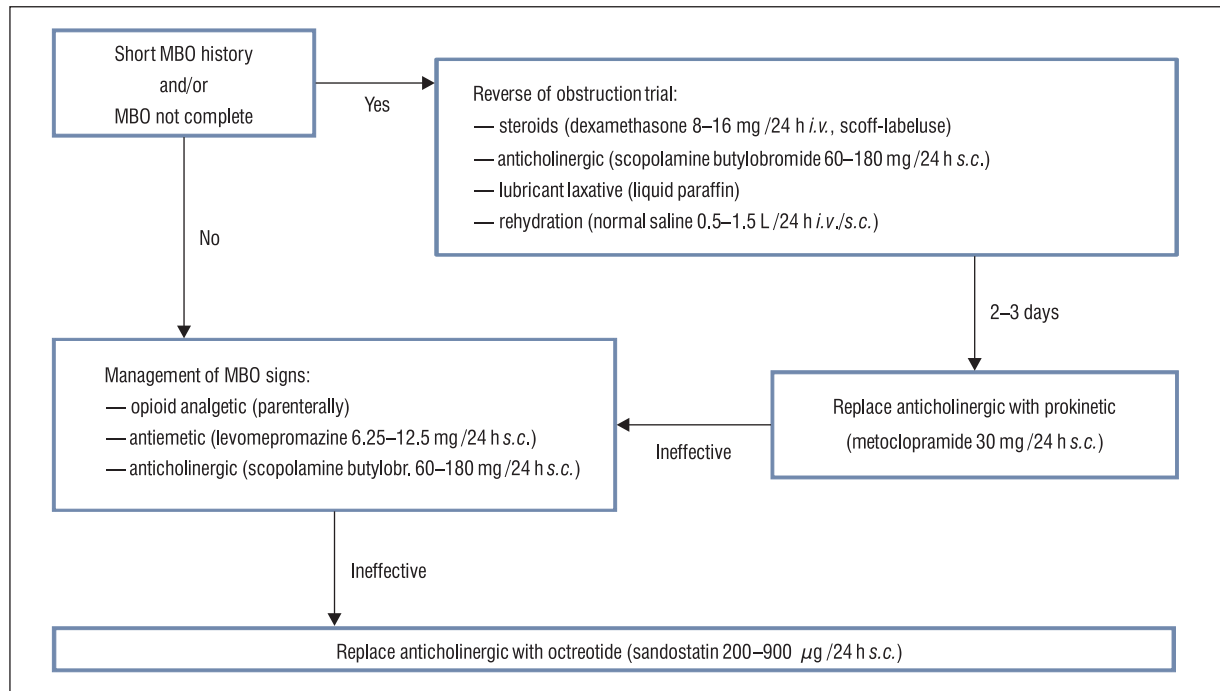 Short MBO history
and/or
MBO not complete
Yes
Reverse of obstruction trial:
— steroids (dexamethasone 8–16 mg /24 h i.v., scoff-labeluse)
— anticholinergic (scopolamine butylobromide 60–180 mg /24 h s.c.)
— lubricant laxative (liquid paraffin)
— rehydration (normal saline 0.5–1.5 L /24 h i.v./s.c.)
No
2–3 days
Management of MBO signs:
— opioid analgetic (parenterally)
— antiemetic (levomepromazine 6.25–12.5 mg /24 h s.c.)
— anticholinergic (scopolamine butylobr. 60–180 mg /24 h s.c.)
Ineffective
Replace anticholinergic with prokinetic
(metoclopramide 30 mg /24 h s.c.)
Ineffective
Replace anticholinergic with octreotide (sandostatin 200–900 µg /24 h s.c.)